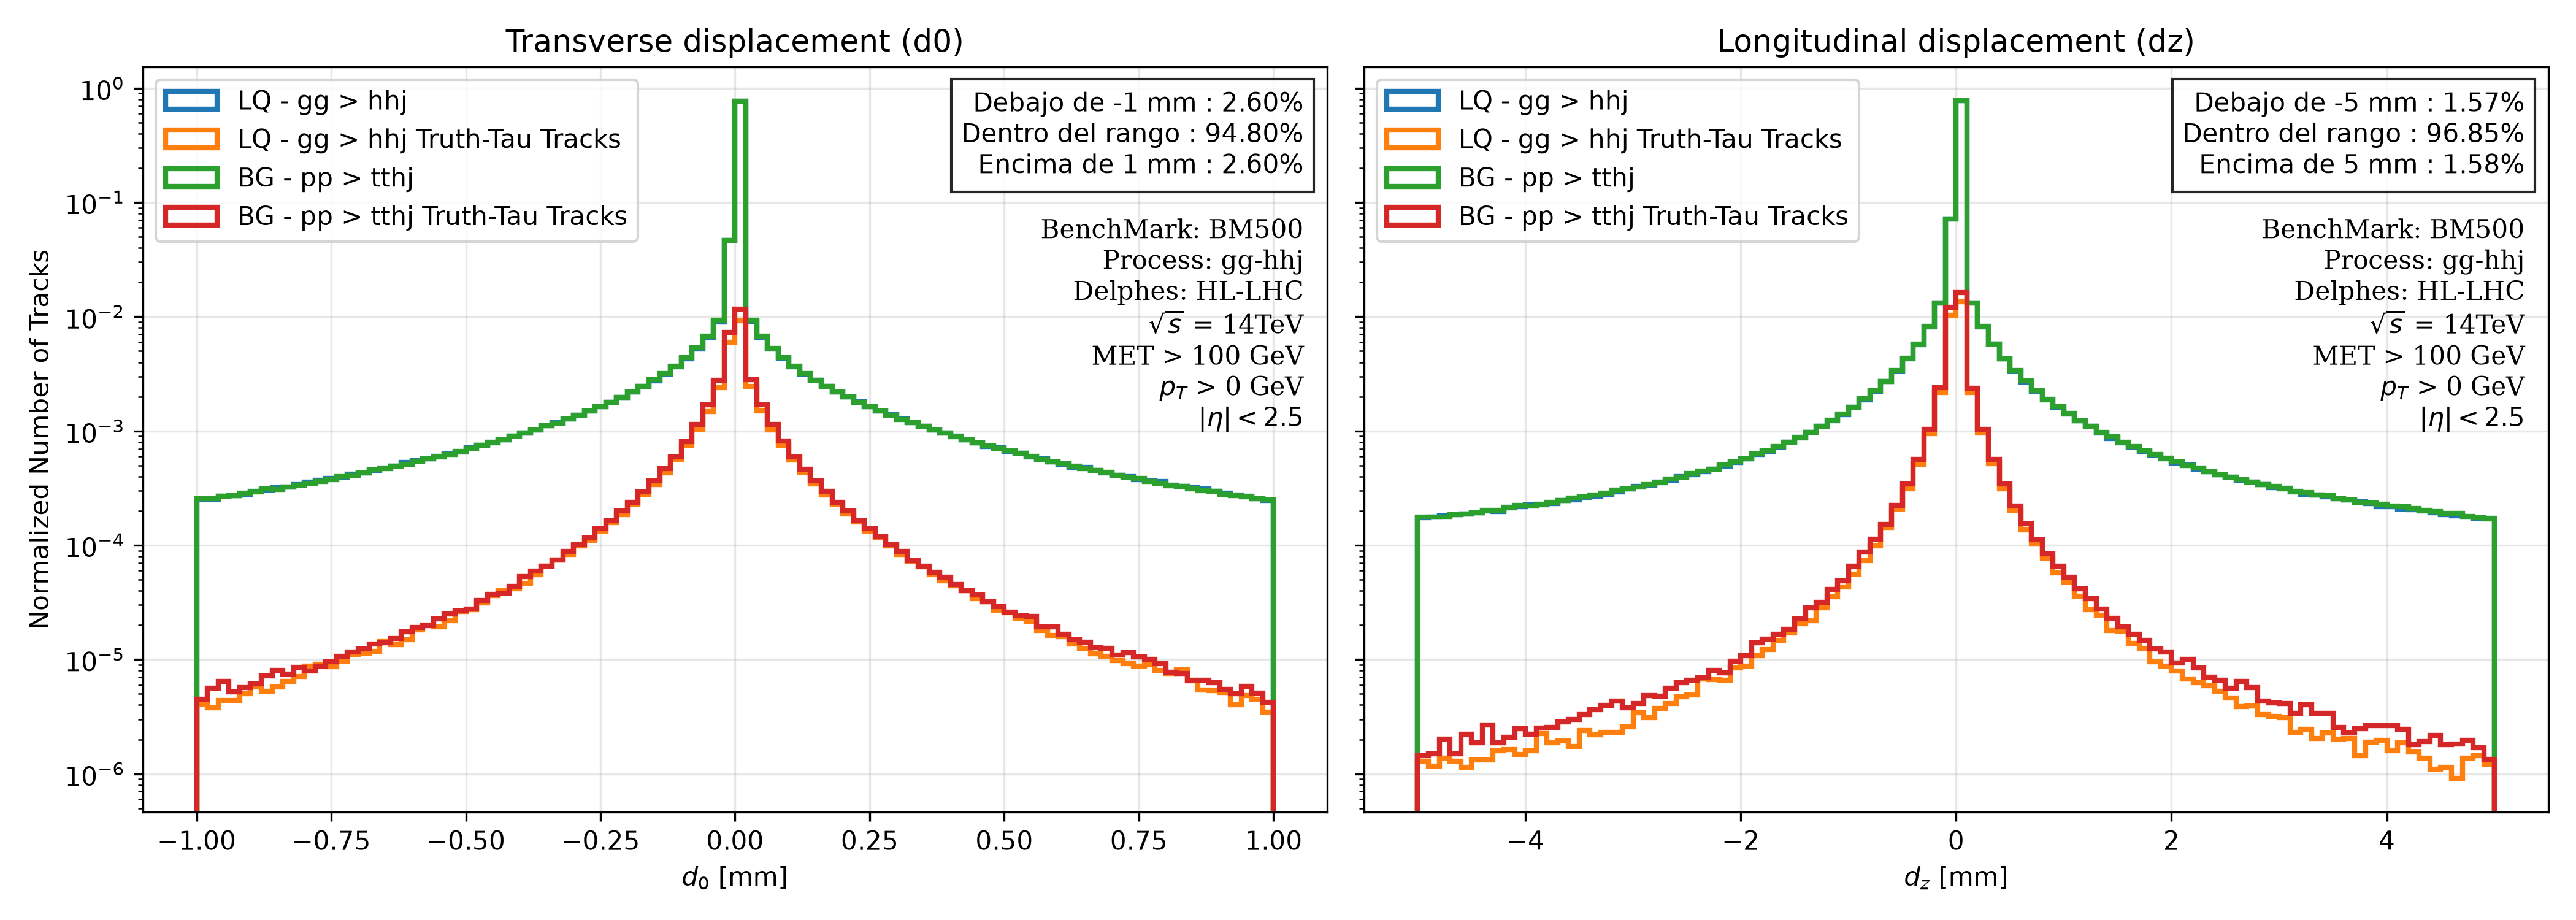 Transverse displacement (d0)
Normalized Number of Tracks
10⁰
10⁻¹
10⁻²
10⁻³
10⁻⁴
10⁻⁵
10⁻⁶
LQ - gg > hhj
LQ - gg > hhj Truth-Tau Tracks
BG - pp > tthj
BG - pp > tthj Truth-Tau Tracks
Debajo de -1 mm : 2.60%
Dentro del rango : 94.80%
Encima de 1 mm : 2.60%
BenchMark: BM500
Process: gg-hhj
Delphes: HL-LHC
√s = 14TeV
MET > 100 GeV
p_T > 0 GeV
|η| < 2.5
−1.00 −0.75 −0.50 −0.25 0.00 0.25 0.50 0.75 1.00
d₀ [mm]
Longitudinal displacement (dz)
LQ - gg > hhj
LQ - gg > hhj Truth-Tau Tracks
BG - pp > tthj
BG - pp > tthj Truth-Tau Tracks
Debajo de -5 mm : 1.57%
Dentro del rango : 96.85%
Encima de 5 mm : 1.58%
BenchMark: BM500
Process: gg-hhj
Delphes: HL-LHC
√s = 14TeV
MET > 100 GeV
p_T > 0 GeV
|η| < 2.5
−4 −2 0 2 4
d_z [mm]